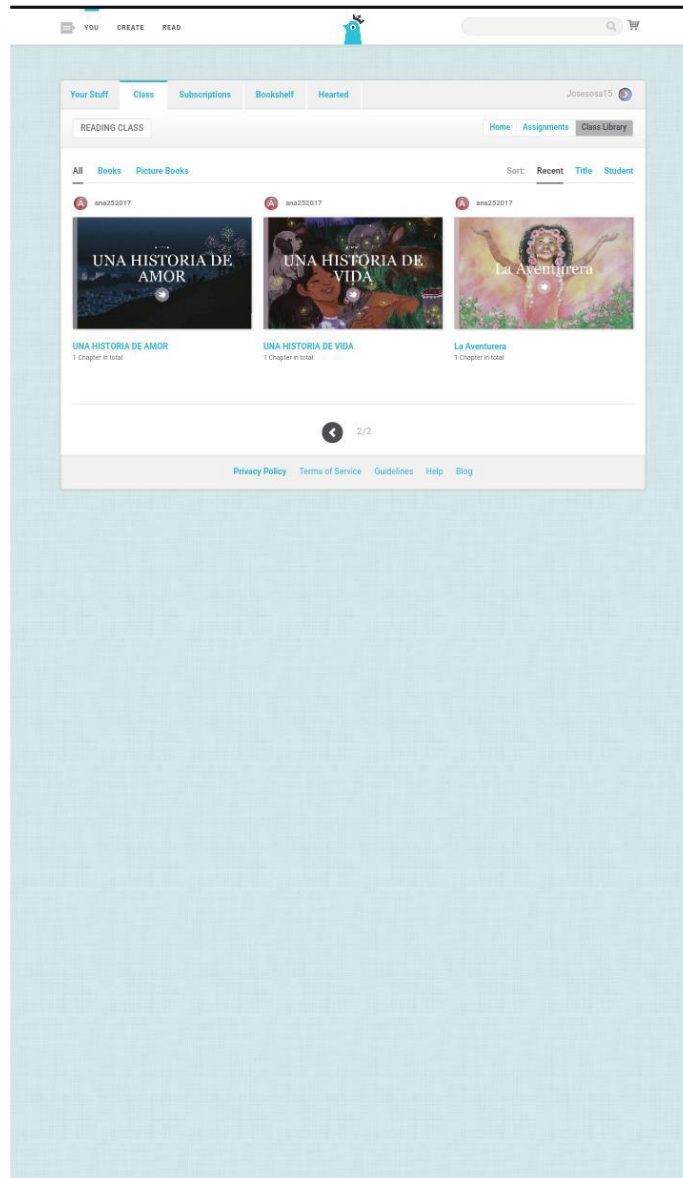 YOU CREATE READ
Your Stuff Class Subscriptions Bookshelf Hearted Josesosa15
READING CLASS Home Assignments Class Library
All Books Picture Books Sort: Recent Title Student
A ana252017 A ana252017 A ana252017
UNA HISTORIA DE
AMOR
UNA HISTORIA DE
VIDA
La Aventurera
UNA HISTORIA DE AMOR UNA HISTORIA DE VIDA La Aventurera
1 Chapter in total 1 Chapter in total 1 Chapter in total
2/2
Privacy Policy Terms of Service Guidelines Help Blog